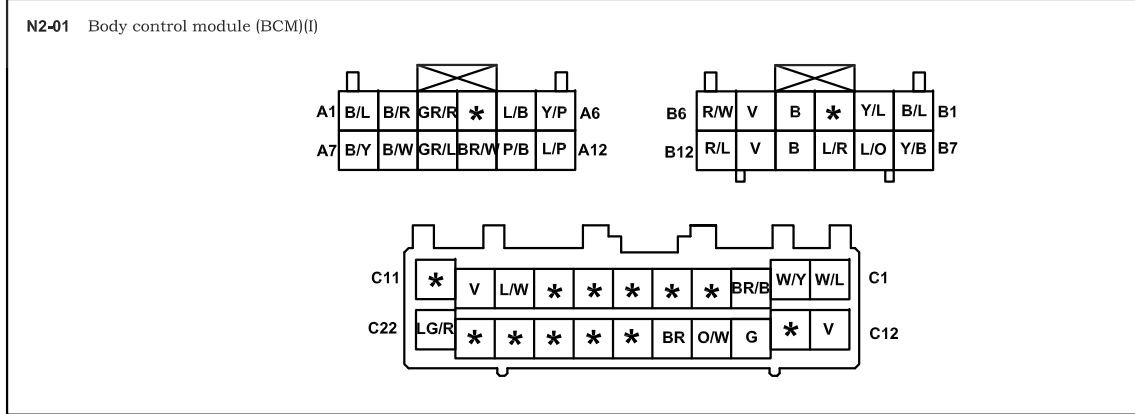 N2-01 Body control module (BCM)(I)
A1 B/L B/R GR/R * L/B Y/P A6
A7 B/Y B/W GR/L BR/W P/B L/P A12
B6 R/W V B * Y/L B/L B1
B12 R/L V B L/R L/O Y/B B7
C11 * V L/W * * * * * BR/B W/Y W/L C1
C22 LG/R * * * * * BR O/W G * V C12